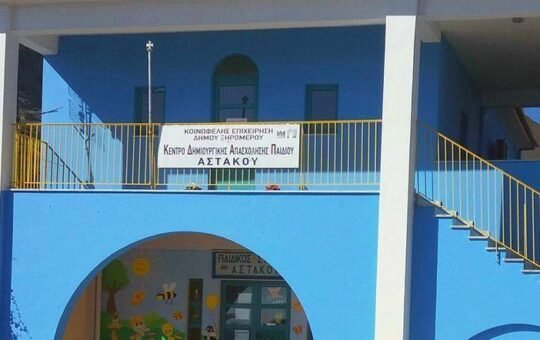 ΚΟΙΝΩΦΕΛΗΣ ΕΠΙΧΕΙΡΗΣΗ
ΔΗΜΟΥ ΞΗΡΟΜΕΡΟΥ
ΚΕΝΤΡΟ ΔΗΜΙΟΥΡΓΙΚΗΣ ΑΠΑΣΧΟΛΗΣΗΣ ΠΑΙΔΙΟΥ
ΑΣΤΑΚΟΥ
ΠΑΙΔΙΚΟΣ
ΑΣΤΑΚΟΥ